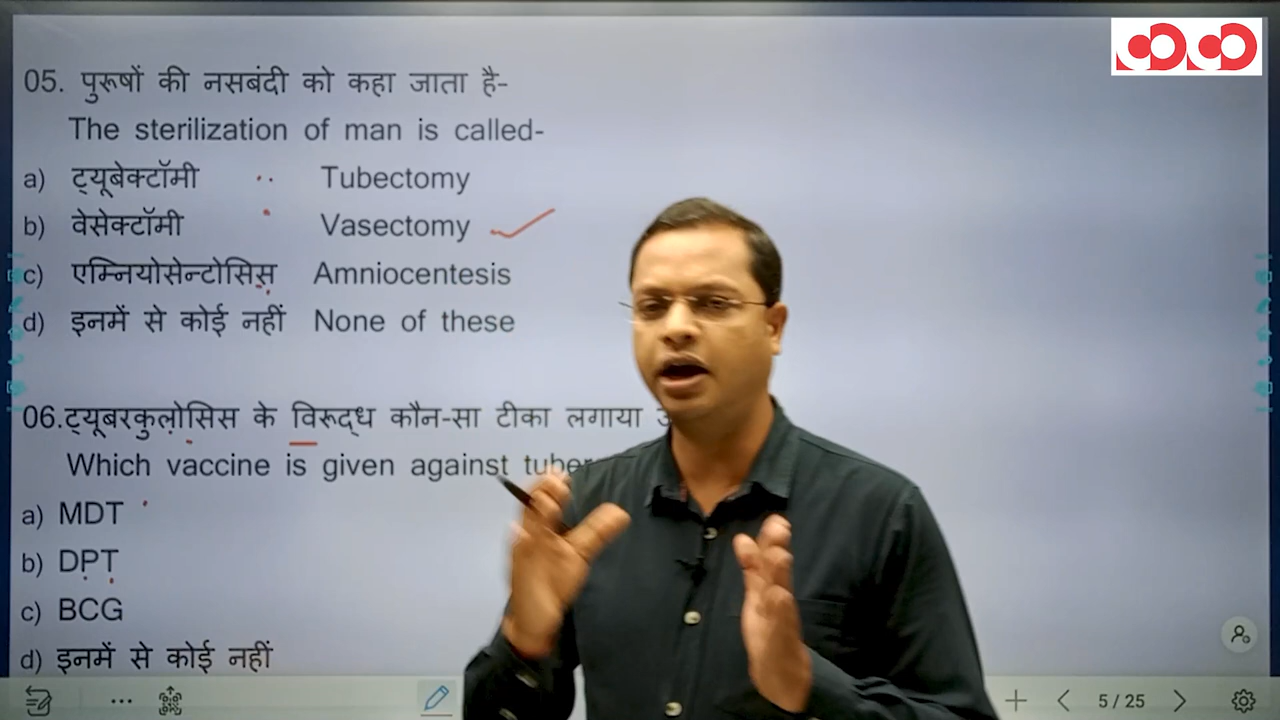 05. पुरूषों की नसबंदी को कहा जाता है-
The sterilization of man is called-
a) ट्यूबेक्टॉमी Tubectomy
b) वेसेक्टॉमी Vasectomy
c) एम्नियोसेन्टोसिस Amniocentesis
d) इनमें से कोई नहीं None of these
06.ट्यूबरकुलोसिस के विरूद्ध कौन-सा टीका लगाया
Which vaccine is given against
a) MDT
b) DPT
c) BCG
d) इनमें से कोई नहीं
5 / 25